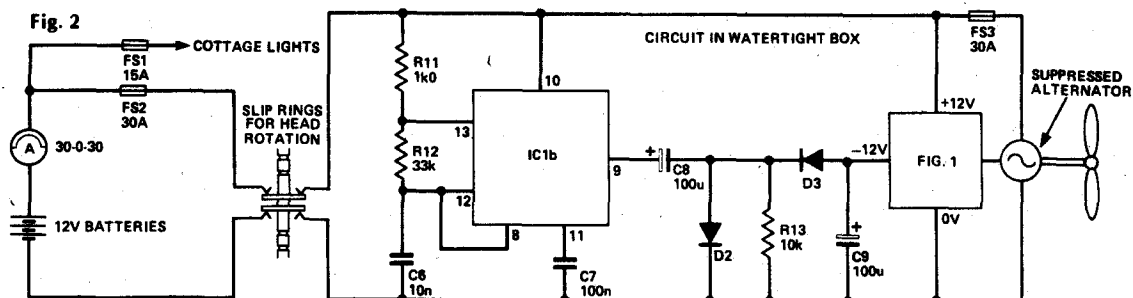 Fig. 2
COTTAGE LIGHTS
FS1
15A
FS2
30A
A
30-0-30
12V BATTERIES
SLIP RINGS
FOR HEAD
ROTATION
R11
1k0
R12
33k
C6
10n
10
13
12
8
11
9
IC1b
C7
100n
+
C8
100u
D2
R13
10k
D3
+
C9
100u
CIRCUIT IN WATERTIGHT BOX
-12V
+12V
FIG. 1
0V
FS3
30A
SUPPRESSED
ALTERNATOR